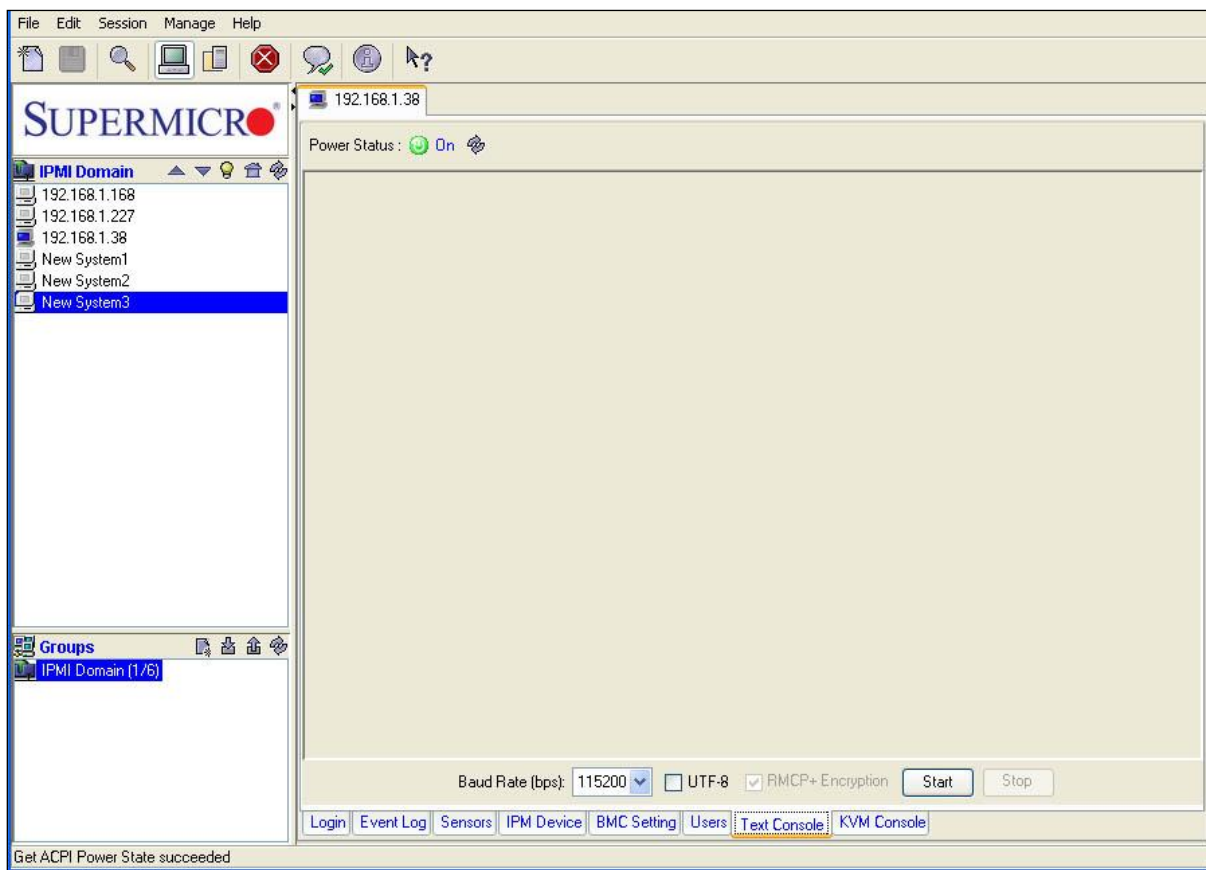 File Edit Session Manage Help
SUPERMICRO®
192.168.1.38
Power Status : On
IPMI Domain
192.168.1.168
192.168.1.227
192.168.1.38
New System1
New System2
New System3
Groups
IPMI Domain (1/6)
Baud Rate (bps): 115200 UTF-8 RMCP+ Encryption Start Stop
Login Event Log Sensors IPM Device BMC Setting Users Text Console KVM Console
Get ACPI Power State succeeded